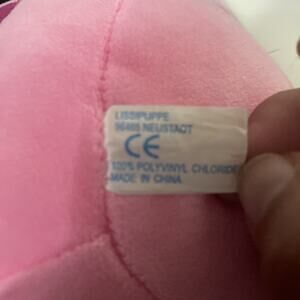 LISSIPUPPE
96465 NEUSTADT
CE
100% POLYVINYL CHLORIDE
MADE IN CHINA